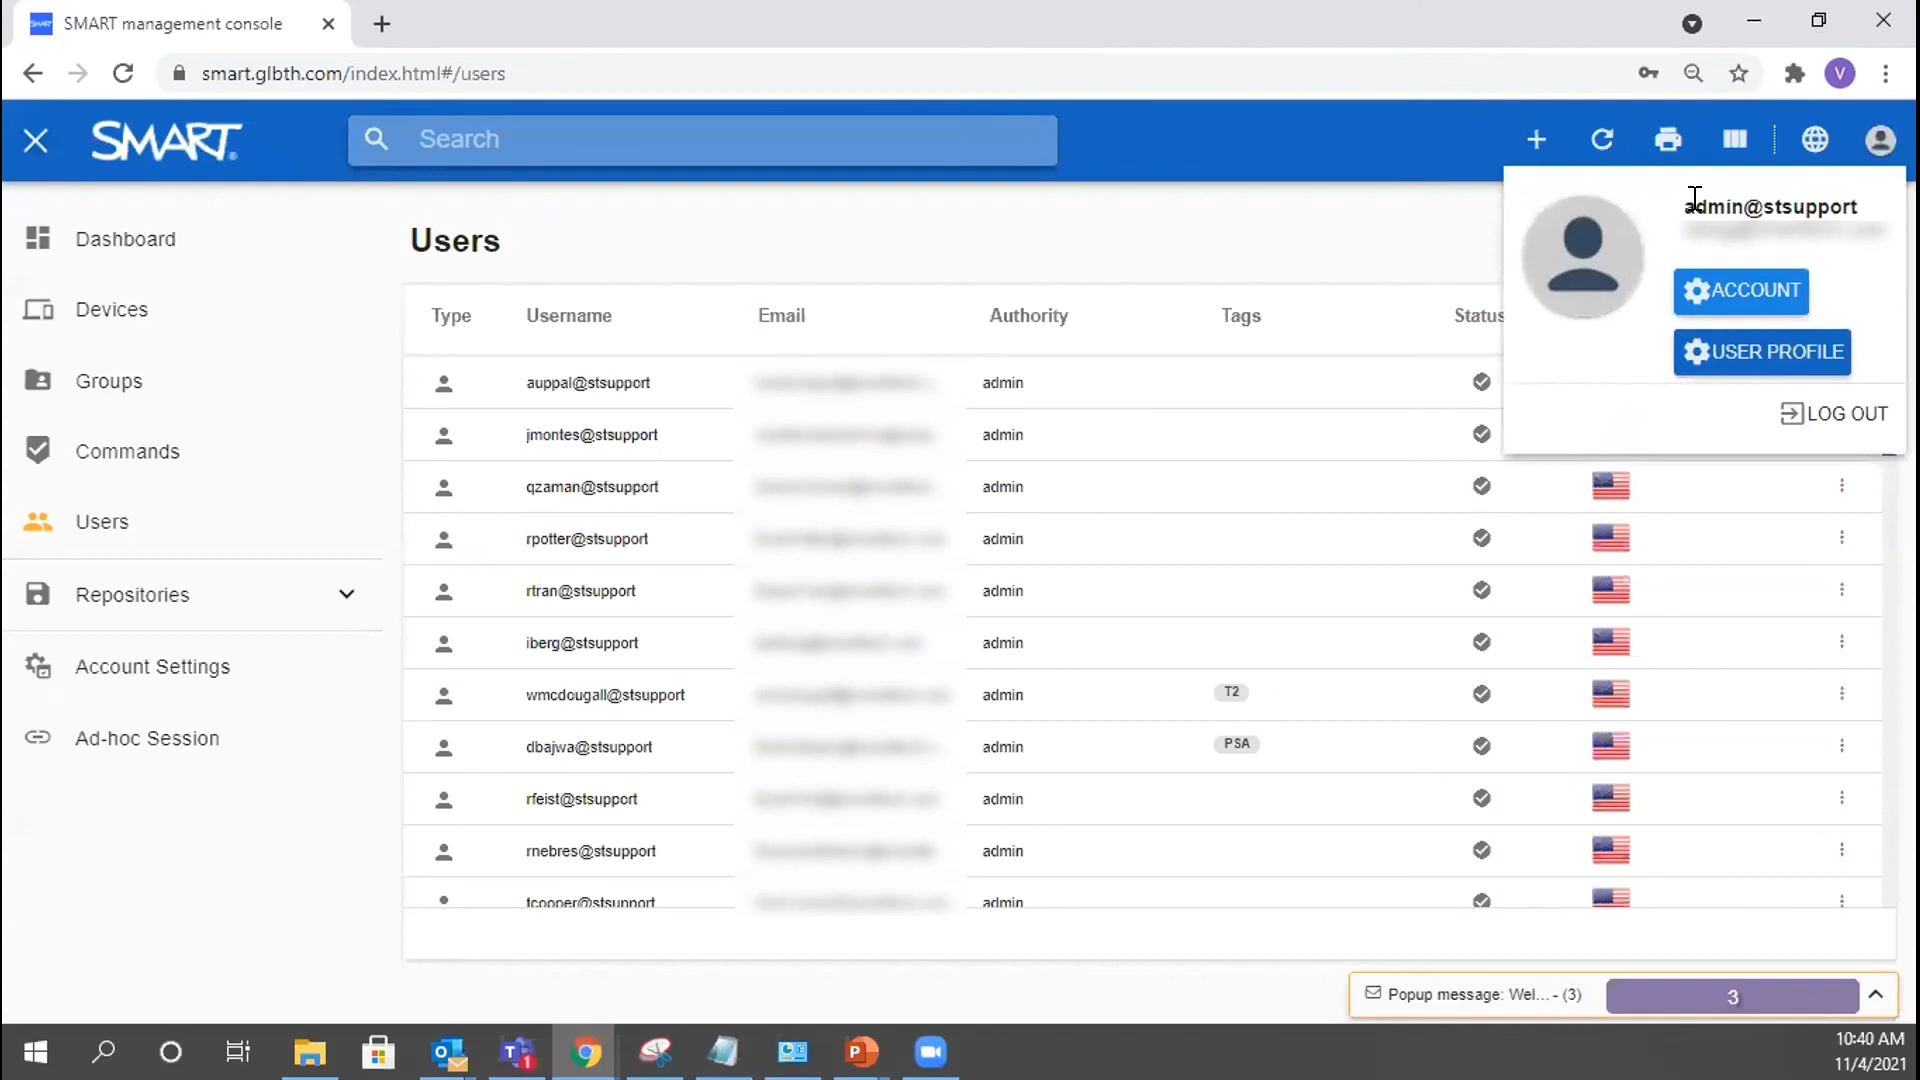 SMART management console
smart.glbth.com/index.html#/users
V
SMART
Search
admin@stsupport
ACCOUNT
USER PROFILE
LOG OUT
Dashboard
Devices
Groups
Commands
Users
Repositories
Account Settings
Ad-hoc Session
Users
Type Username Email Authority Tags Status
auppal@stsupport admin
jmontes@stsupport admin
qzaman@stsupport admin
rpotter@stsupport admin
rtran@stsupport admin
iberg@stsupport admin
wmcdougall@stsupport admin T2
dbajwa@stsupport admin PSA
rfeist@stsupport admin
rnebres@stsupport admin
tcooper@stsupport admin
Popup message: Wel... - (3) 3
10:40 AM
11/4/2021